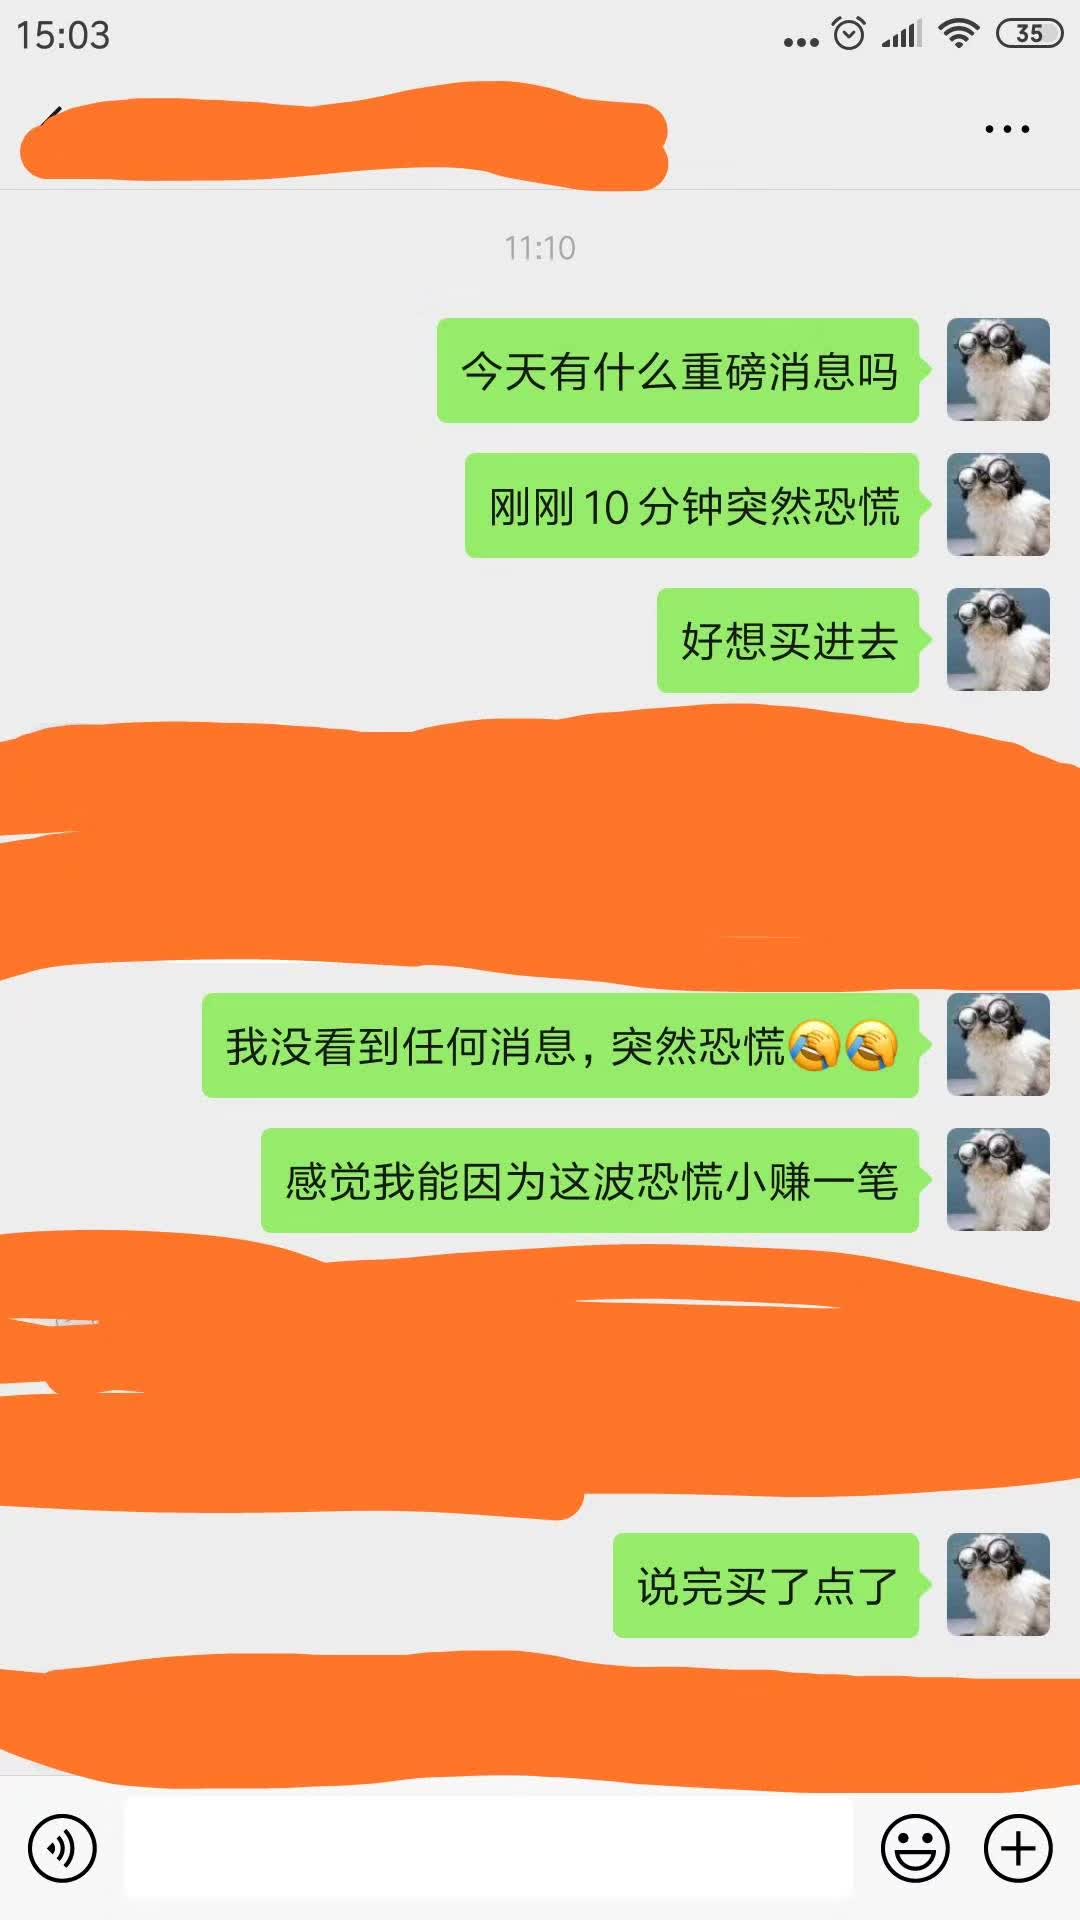 15:03
35
11:10
今天有什么重磅消息吗
刚刚10分钟突然恐慌
好想买进去
我没看到任何消息，突然恐慌🤦🤦
感觉我能因为这波恐慌小赚一笔
说完买了点了